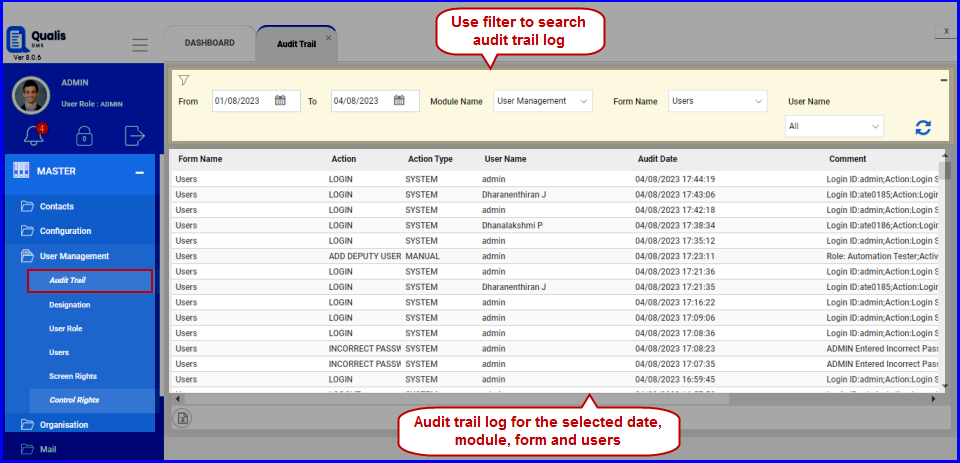 Use filter to search
audit trail log
Qualis
DMS
Ver 8.0.6
DASHBOARD
Audit Trail
×
X
ADMIN
User Role : ADMIN
4
MASTER
Contacts
Configuration
User Management
Audit Trail
Designation
User Role
Users
Screen Rights
Control Rights
Organisation
Mail
From 01/08/2023 To 04/08/2023 Module Name User Management Form Name Users User Name
All
Form Name Action Action Type User Name Audit Date Comment
Users LOGIN SYSTEM admin 04/08/2023 17:44:19 Login ID:admin;Action:Login S
Users LOGIN SYSTEM Dharanenthiran J 04/08/2023 17:43:06 Login ID:ate0185;Action:Login
Users LOGIN SYSTEM admin 04/08/2023 17:42:18 Login ID:admin;Action:Login S
Users LOGIN SYSTEM Dhanalakshmi P 04/08/2023 17:38:34 Login ID:ate0186;Action:Login
Users LOGIN SYSTEM admin 04/08/2023 17:35:12 Login ID:admin;Action:Login S
Users ADD DEPUTY USER MANUAL admin 04/08/2023 17:23:11 Role: Automation Tester;Activ
Users LOGIN SYSTEM admin 04/08/2023 17:21:36 Login ID:admin;Action:Login S
Users LOGIN SYSTEM Dharanenthiran J 04/08/2023 17:21:35 Login ID:ate0185;Action:Login
Users LOGIN SYSTEM admin 04/08/2023 17:16:22 Login ID:admin;Action:Login S
Users LOGIN SYSTEM admin 04/08/2023 17:09:06 Login ID:admin;Action:Login S
Users LOGIN SYSTEM admin 04/08/2023 17:08:36 Login ID:admin;Action:Login S
Users INCORRECT PASSW SYSTEM admin 04/08/2023 17:08:23 ADMIN Entered Incorrect Pass
Users INCORRECT PASSW SYSTEM admin 04/08/2023 17:07:35 ADMIN Entered Incorrect Pass
Users LOGIN SYSTEM admin 04/08/2023 16:59:45 Login ID:admin;Action:Login S
Audit trail log for the selected date,
module, form and users